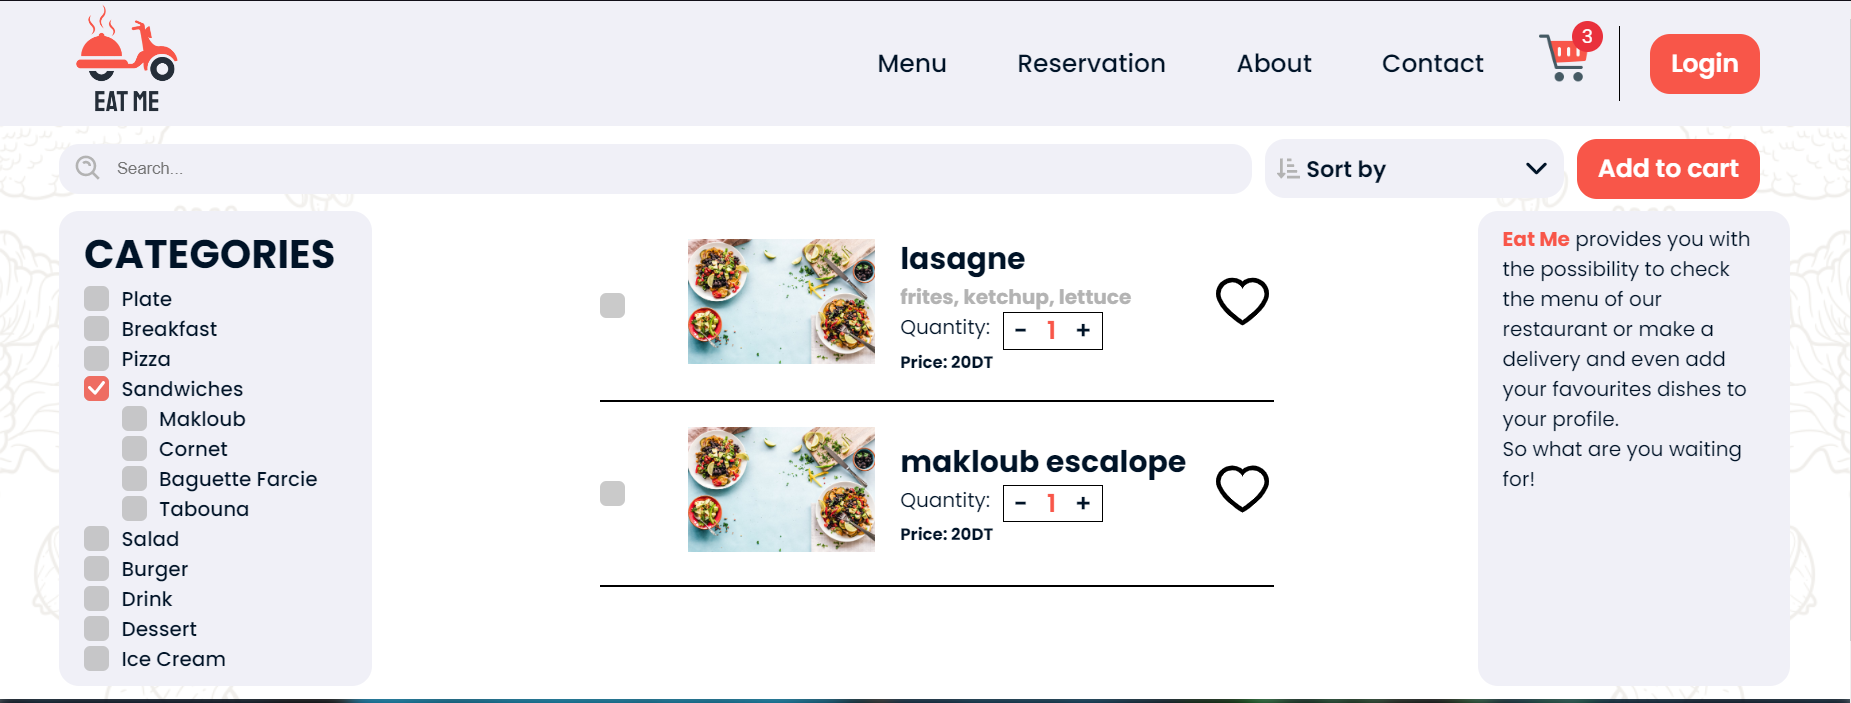 EAT ME
Menu
Reservation
About
Contact
3
Login
Search...
Sort by
Add to cart
CATEGORIES
Plate
Breakfast
Pizza
Sandwiches
Makloub
Cornet
Baguette Farcie
Tabouna
Salad
Burger
Drink
Dessert
Ice Cream
lasagne
frites, ketchup, lettuce
Quantity: - 1 +
Price: 20DT
makloub escalope
Quantity: - 1 +
Price: 20DT
Eat Me provides you with
the possibility to check
the menu of our
restaurant or make a
delivery and even add
your favourites dishes to
your profile.
So what are you waiting
for!